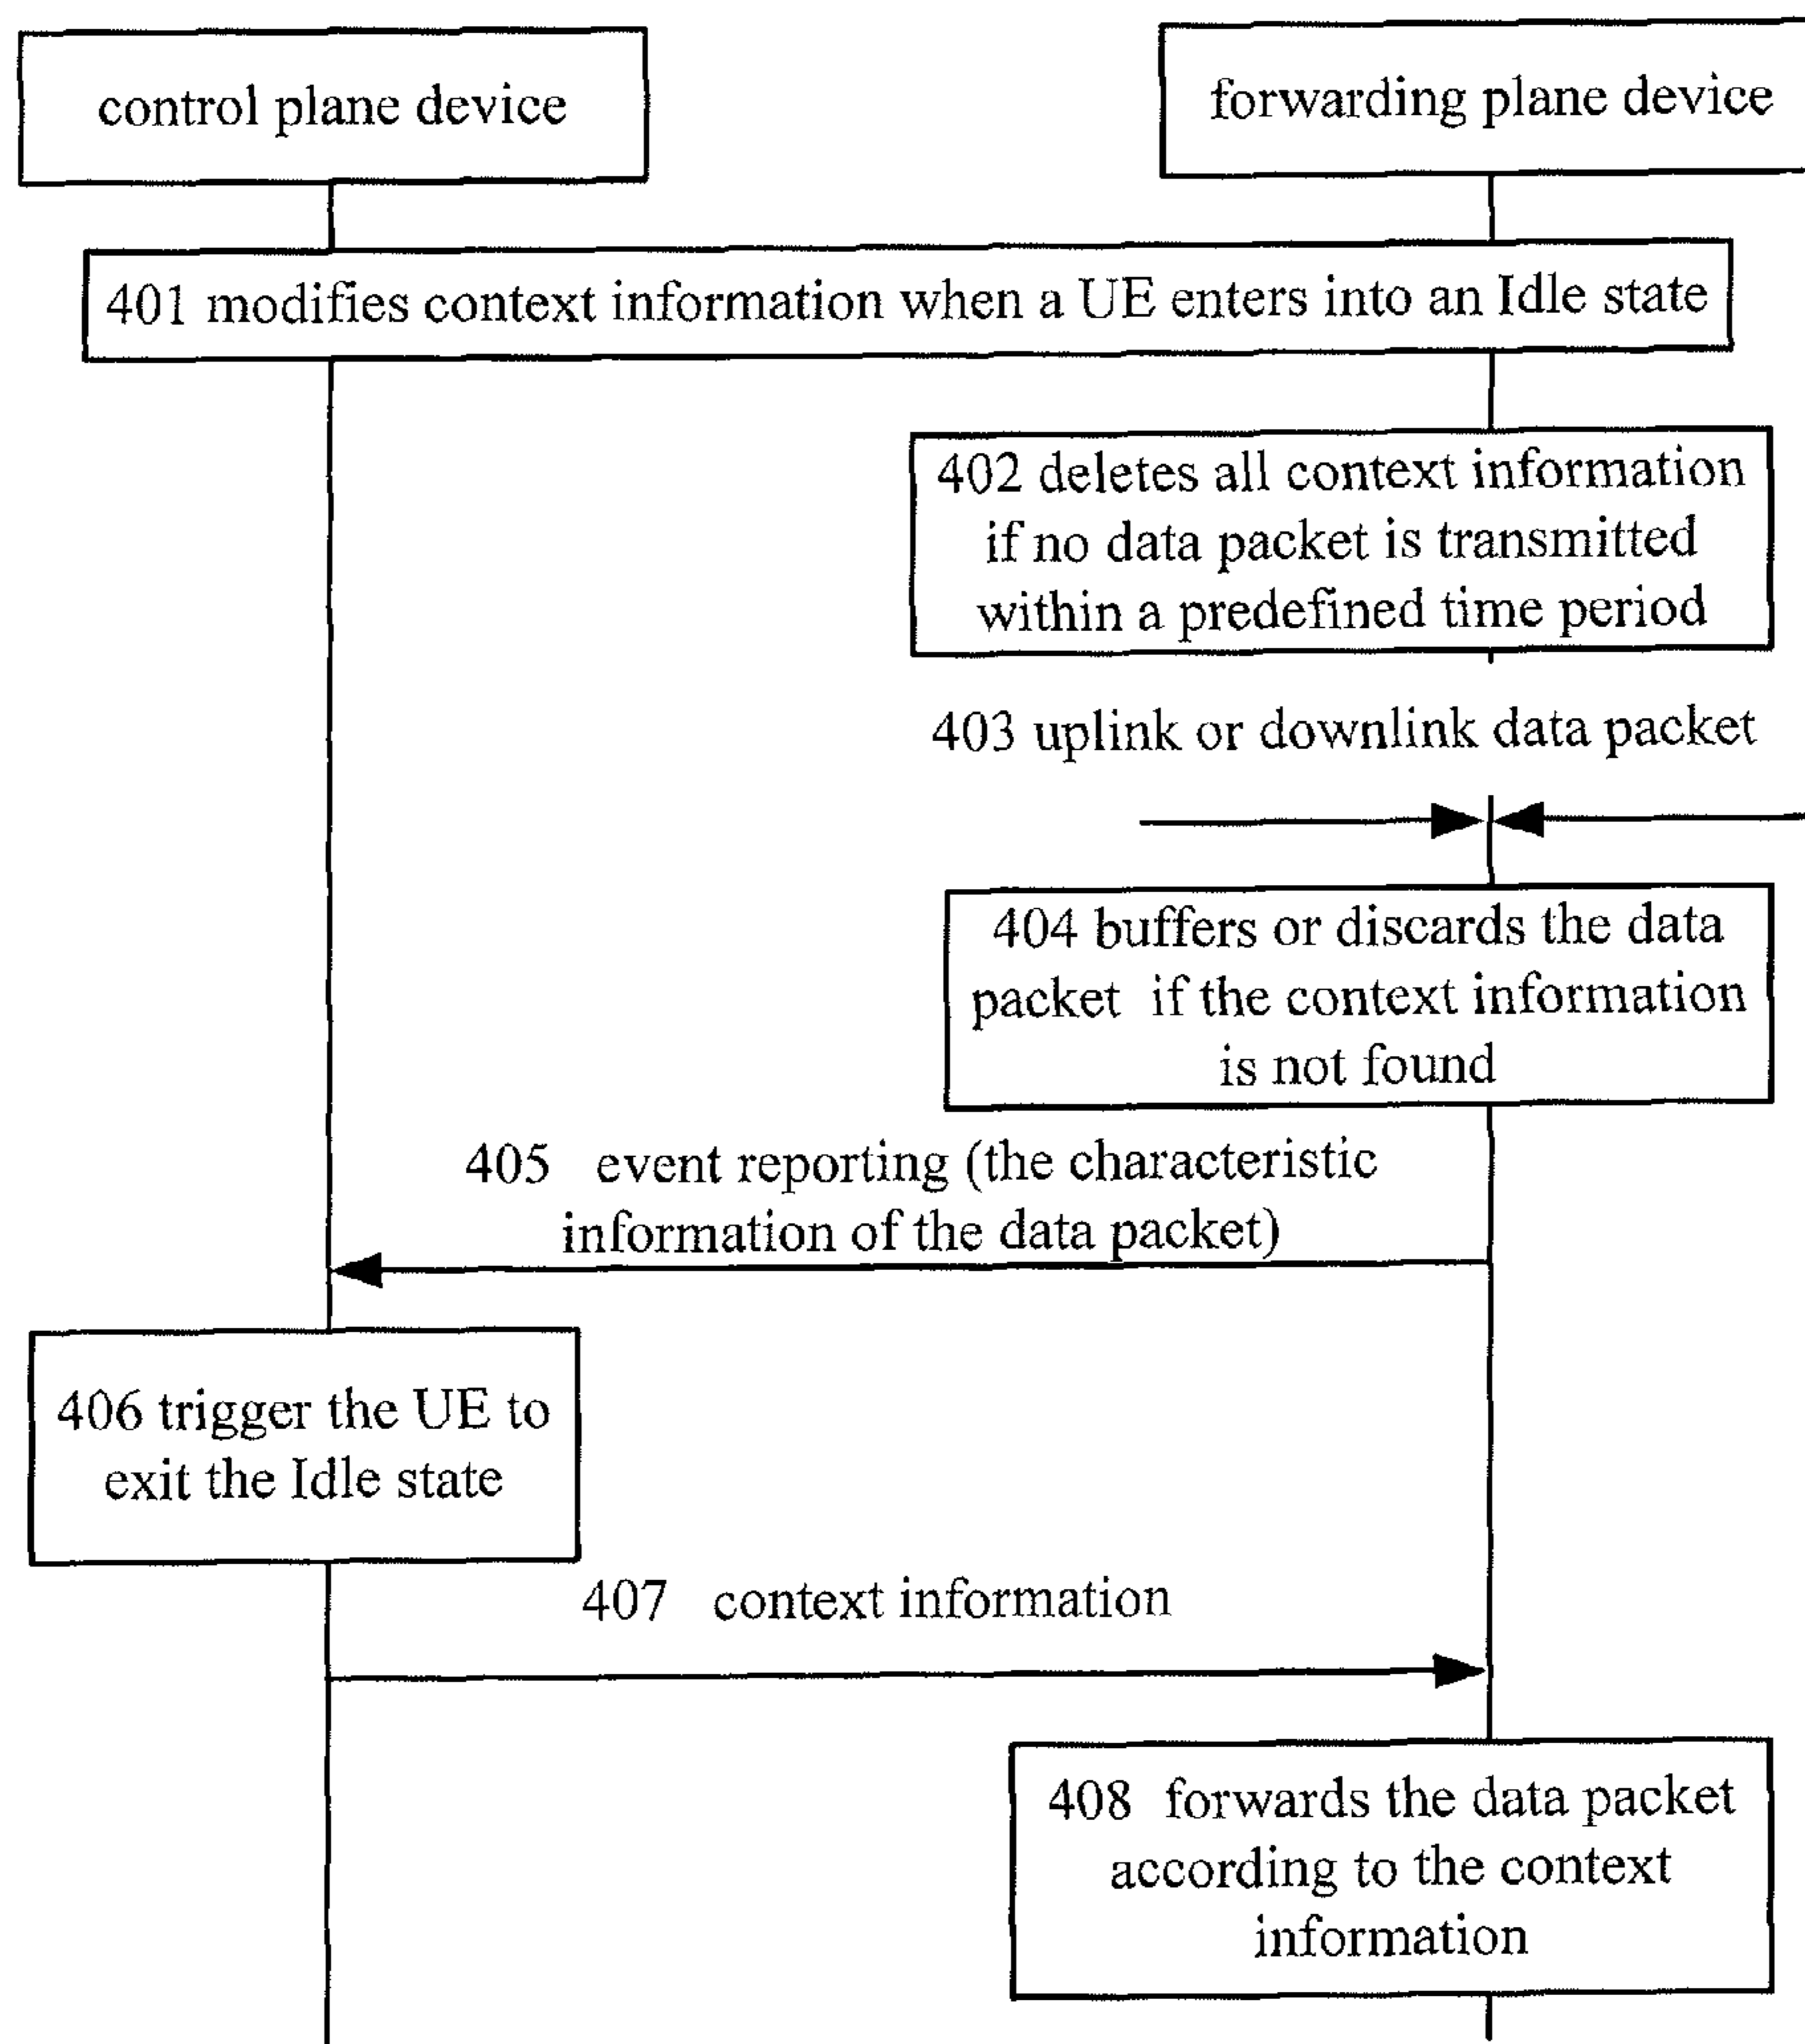 control plane device
forwarding plane device
401 modifies context information when a UE enters into an Idle state
402 deletes all context information
if no data packet is transmitted
within a predefined time period
403 uplink or downlink data packet
404 buffers or discards the data
packet if the context information
is not found
405 event reporting (the characteristic
information of the data packet)
406 trigger the UE to
exit the Idle state
407 context information
408 forwards the data packet
according to the context
information